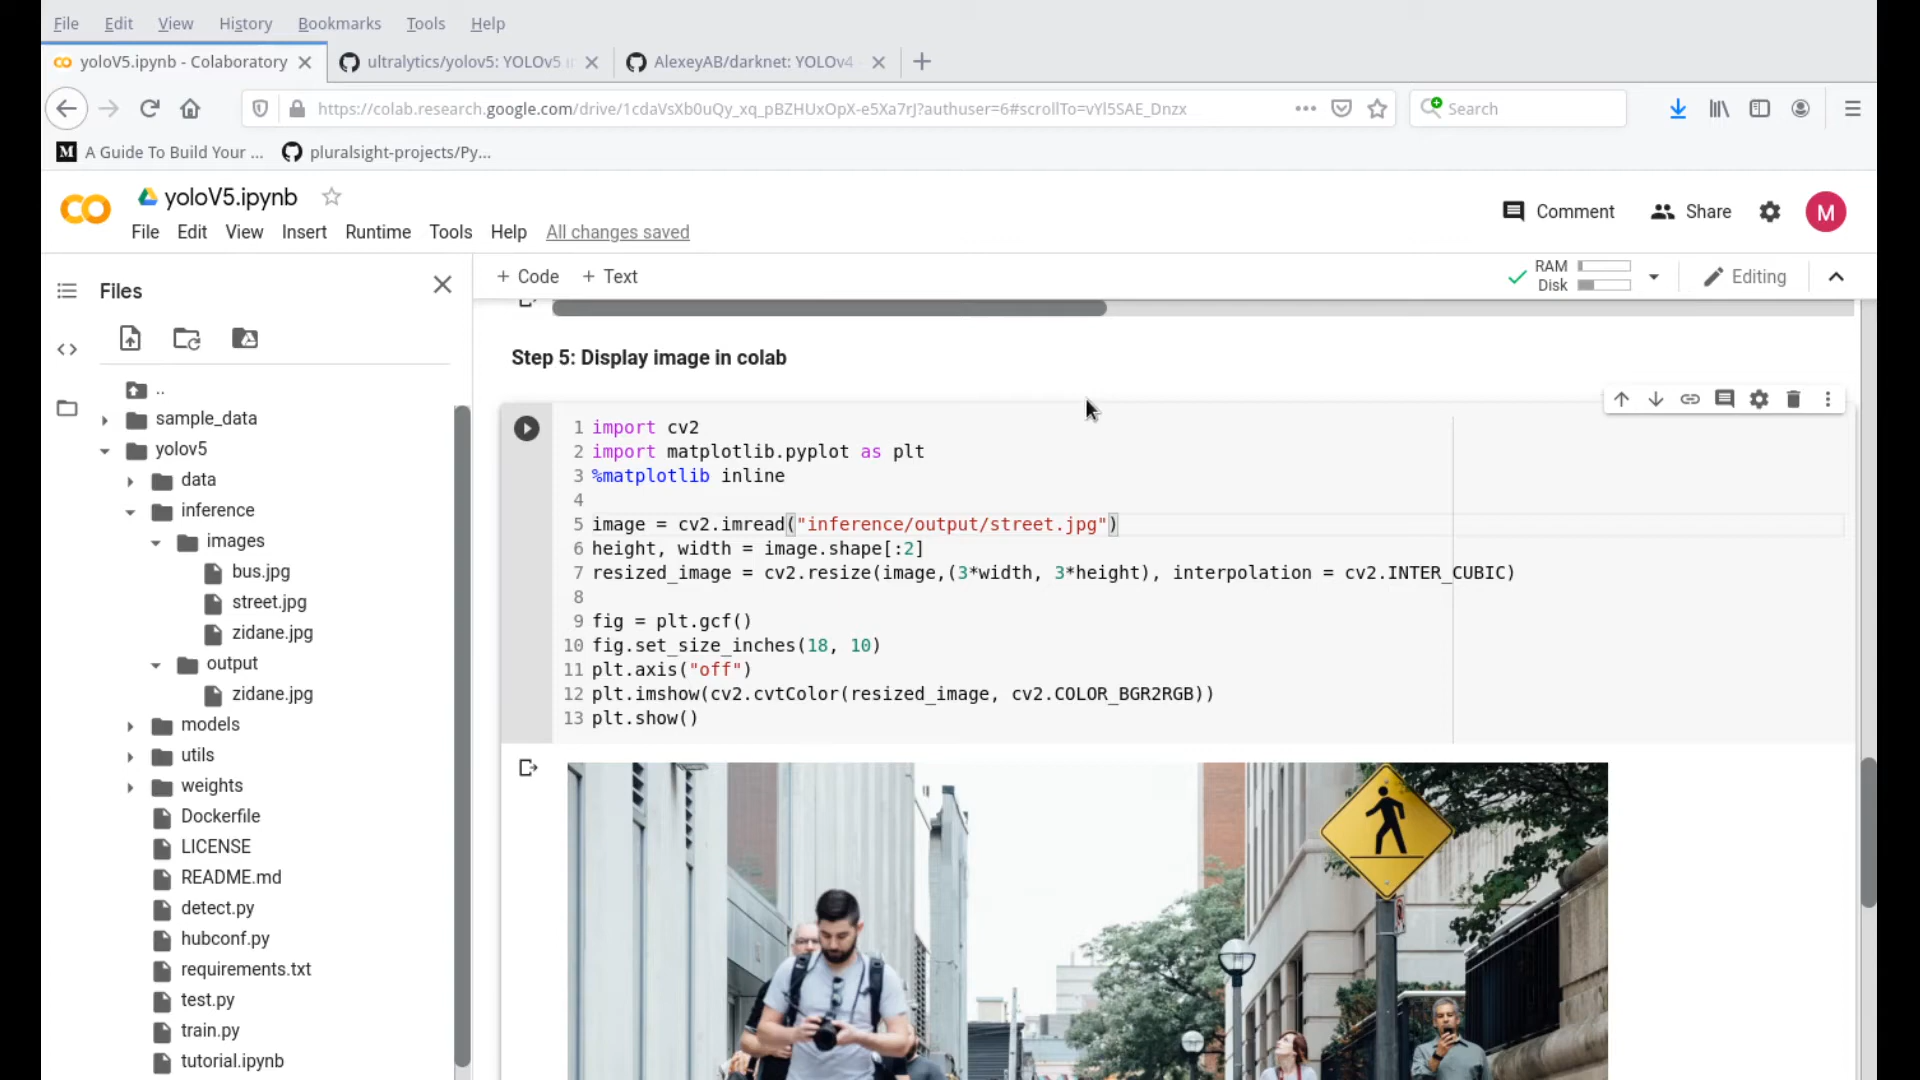 File Edit View History Bookmarks Tools Help
yoloV5.ipynb - Colaboratory ultralytics/yolov5: YOLOv5 AlexeyAB/darknet: YOLOv4
https://colab.research.google.com/drive/1cdaVsXb0uQy_xq_pBZHUxOpX-e5Xa7rJ?authuser=6#scrollTo=vYl5SAE_Dnzx Search
M A Guide To Build Your ... pluralsight-projects/Py...
CO yoloV5.ipynb Comment Share M
File Edit View Insert Runtime Tools Help All changes saved
Files
+ Code + Text RAM Disk Editing
..
sample_data
yolov5
data
inference
images
bus.jpg
street.jpg
zidane.jpg
output
zidane.jpg
models
utils
weights
Dockerfile
LICENSE
README.md
detect.py
hubconf.py
requirements.txt
test.py
train.py
tutorial.ipynb
Step 5: Display image in colab
1 import cv2
2 import matplotlib.pyplot as plt
3 %matplotlib inline
4
5 image = cv2.imread("inference/output/street.jpg")
6 height, width = image.shape[:2]
7 resized_image = cv2.resize(image,(3*width, 3*height), interpolation = cv2.INTER_CUBIC)
8
9 fig = plt.gcf()
10 fig.set_size_inches(18, 10)
11 plt.axis("off")
12 plt.imshow(cv2.cvtColor(resized_image, cv2.COLOR_BGR2RGB))
13 plt.show()